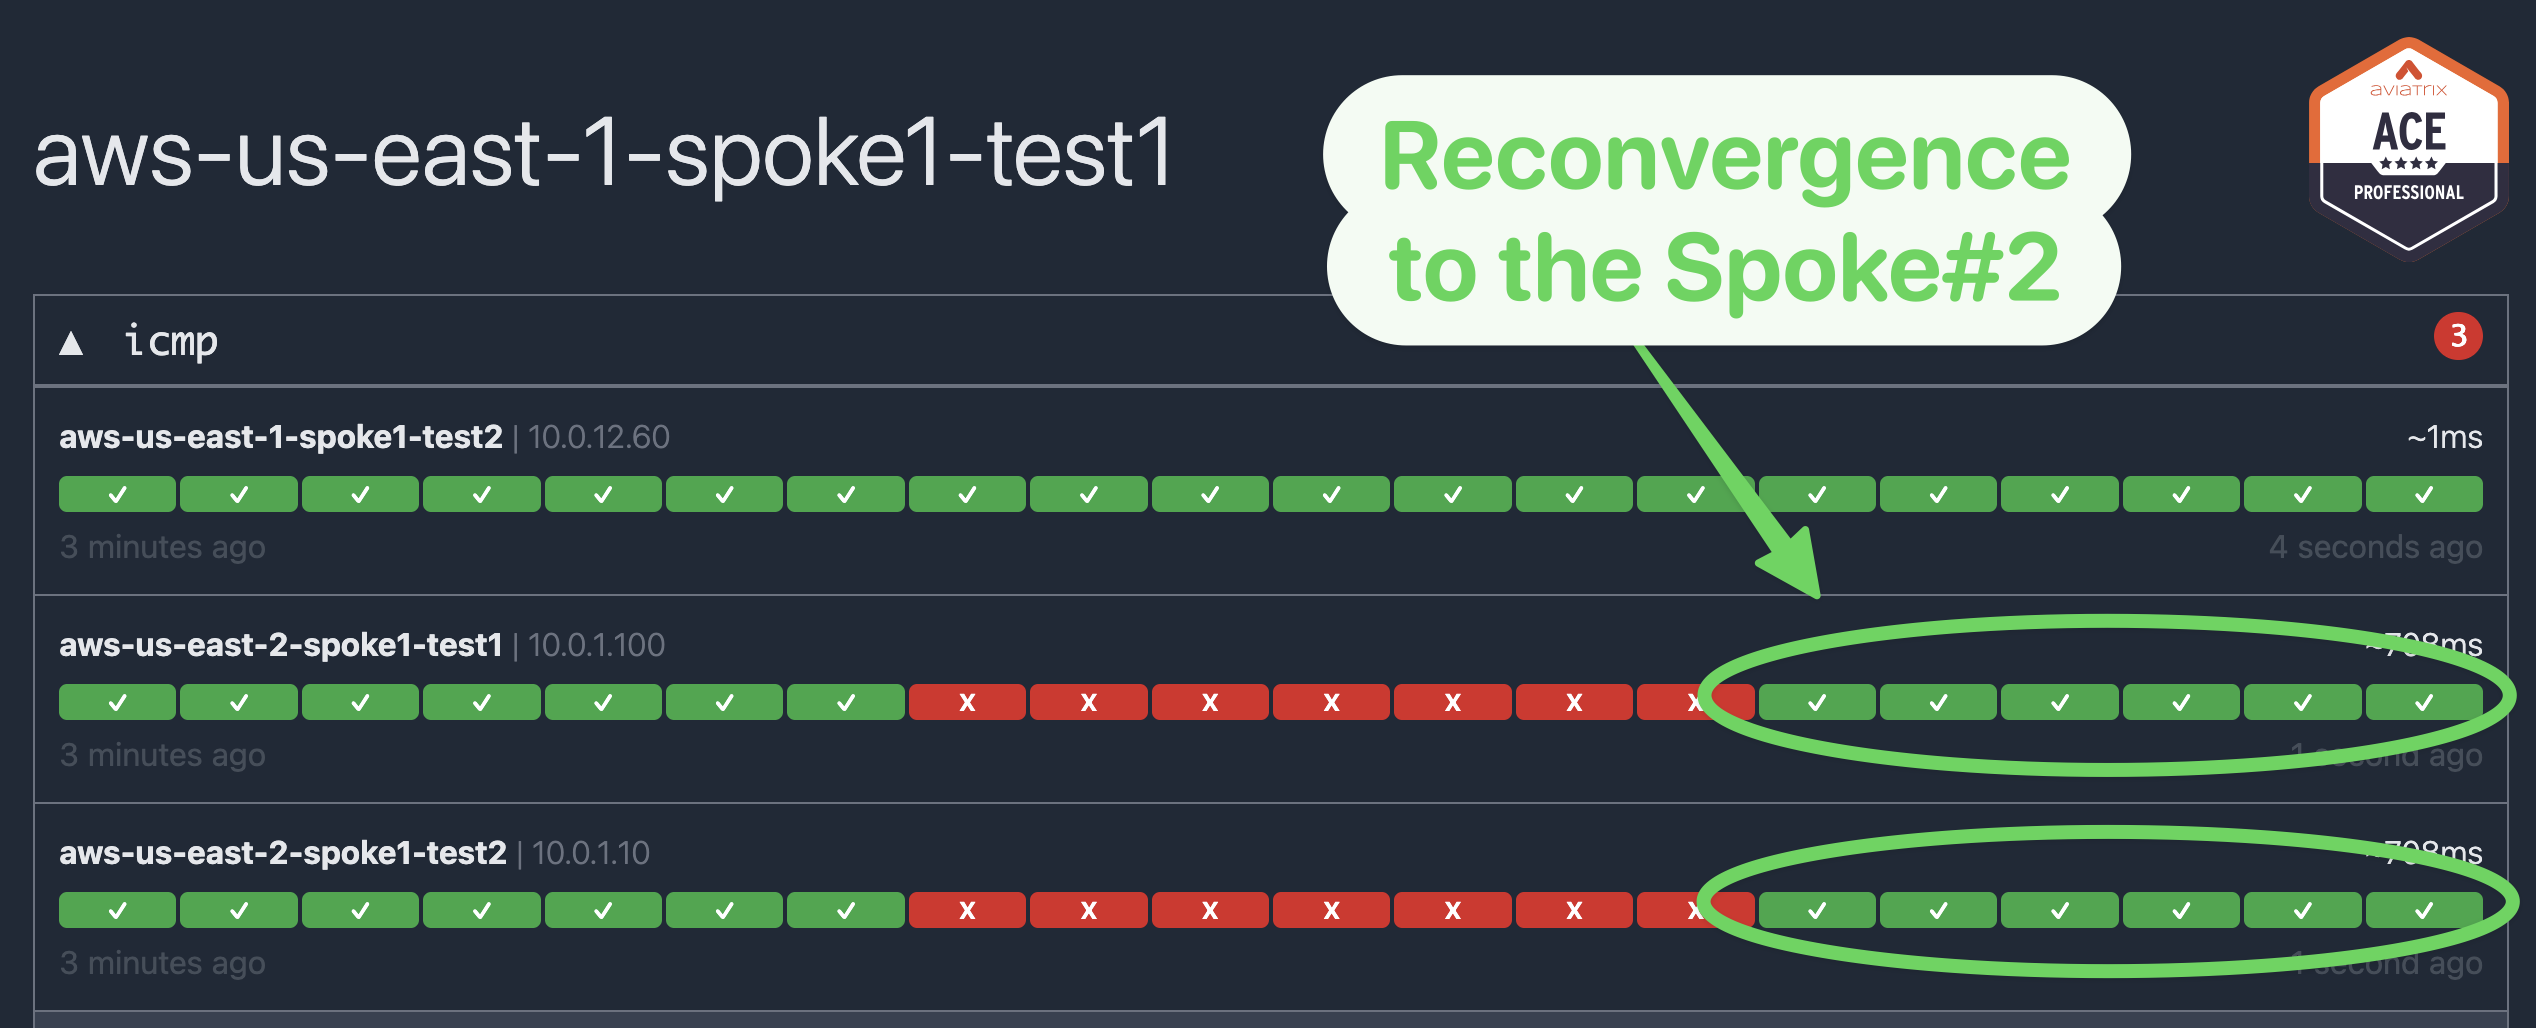 aws-us-east-1-spoke1-test1
Reconvergence
to the Spoke#2
aviatrix
ACE
PROFESSIONAL
▲ icmp 3
aws-us-east-1-spoke1-test2 | 10.0.12.60 ~1ms
✓ ✓ ✓ ✓ ✓ ✓ ✓ ✓ ✓ ✓ ✓ ✓ ✓ ✓ ✓ ✓ ✓ ✓ ✓ ✓
3 minutes ago 4 seconds ago
aws-us-east-2-spoke1-test1 | 10.0.1.100
✓ ✓ ✓ ✓ ✓ ✓ ✓ X X X X X X X ✓ ✓ ✓ ✓ ✓ ✓
3 minutes ago 1 second ago
aws-us-east-2-spoke1-test2 | 10.0.1.10
✓ ✓ ✓ ✓ ✓ ✓ ✓ X X X X X X X ✓ ✓ ✓ ✓ ✓ ✓
3 minutes ago 1 second ago